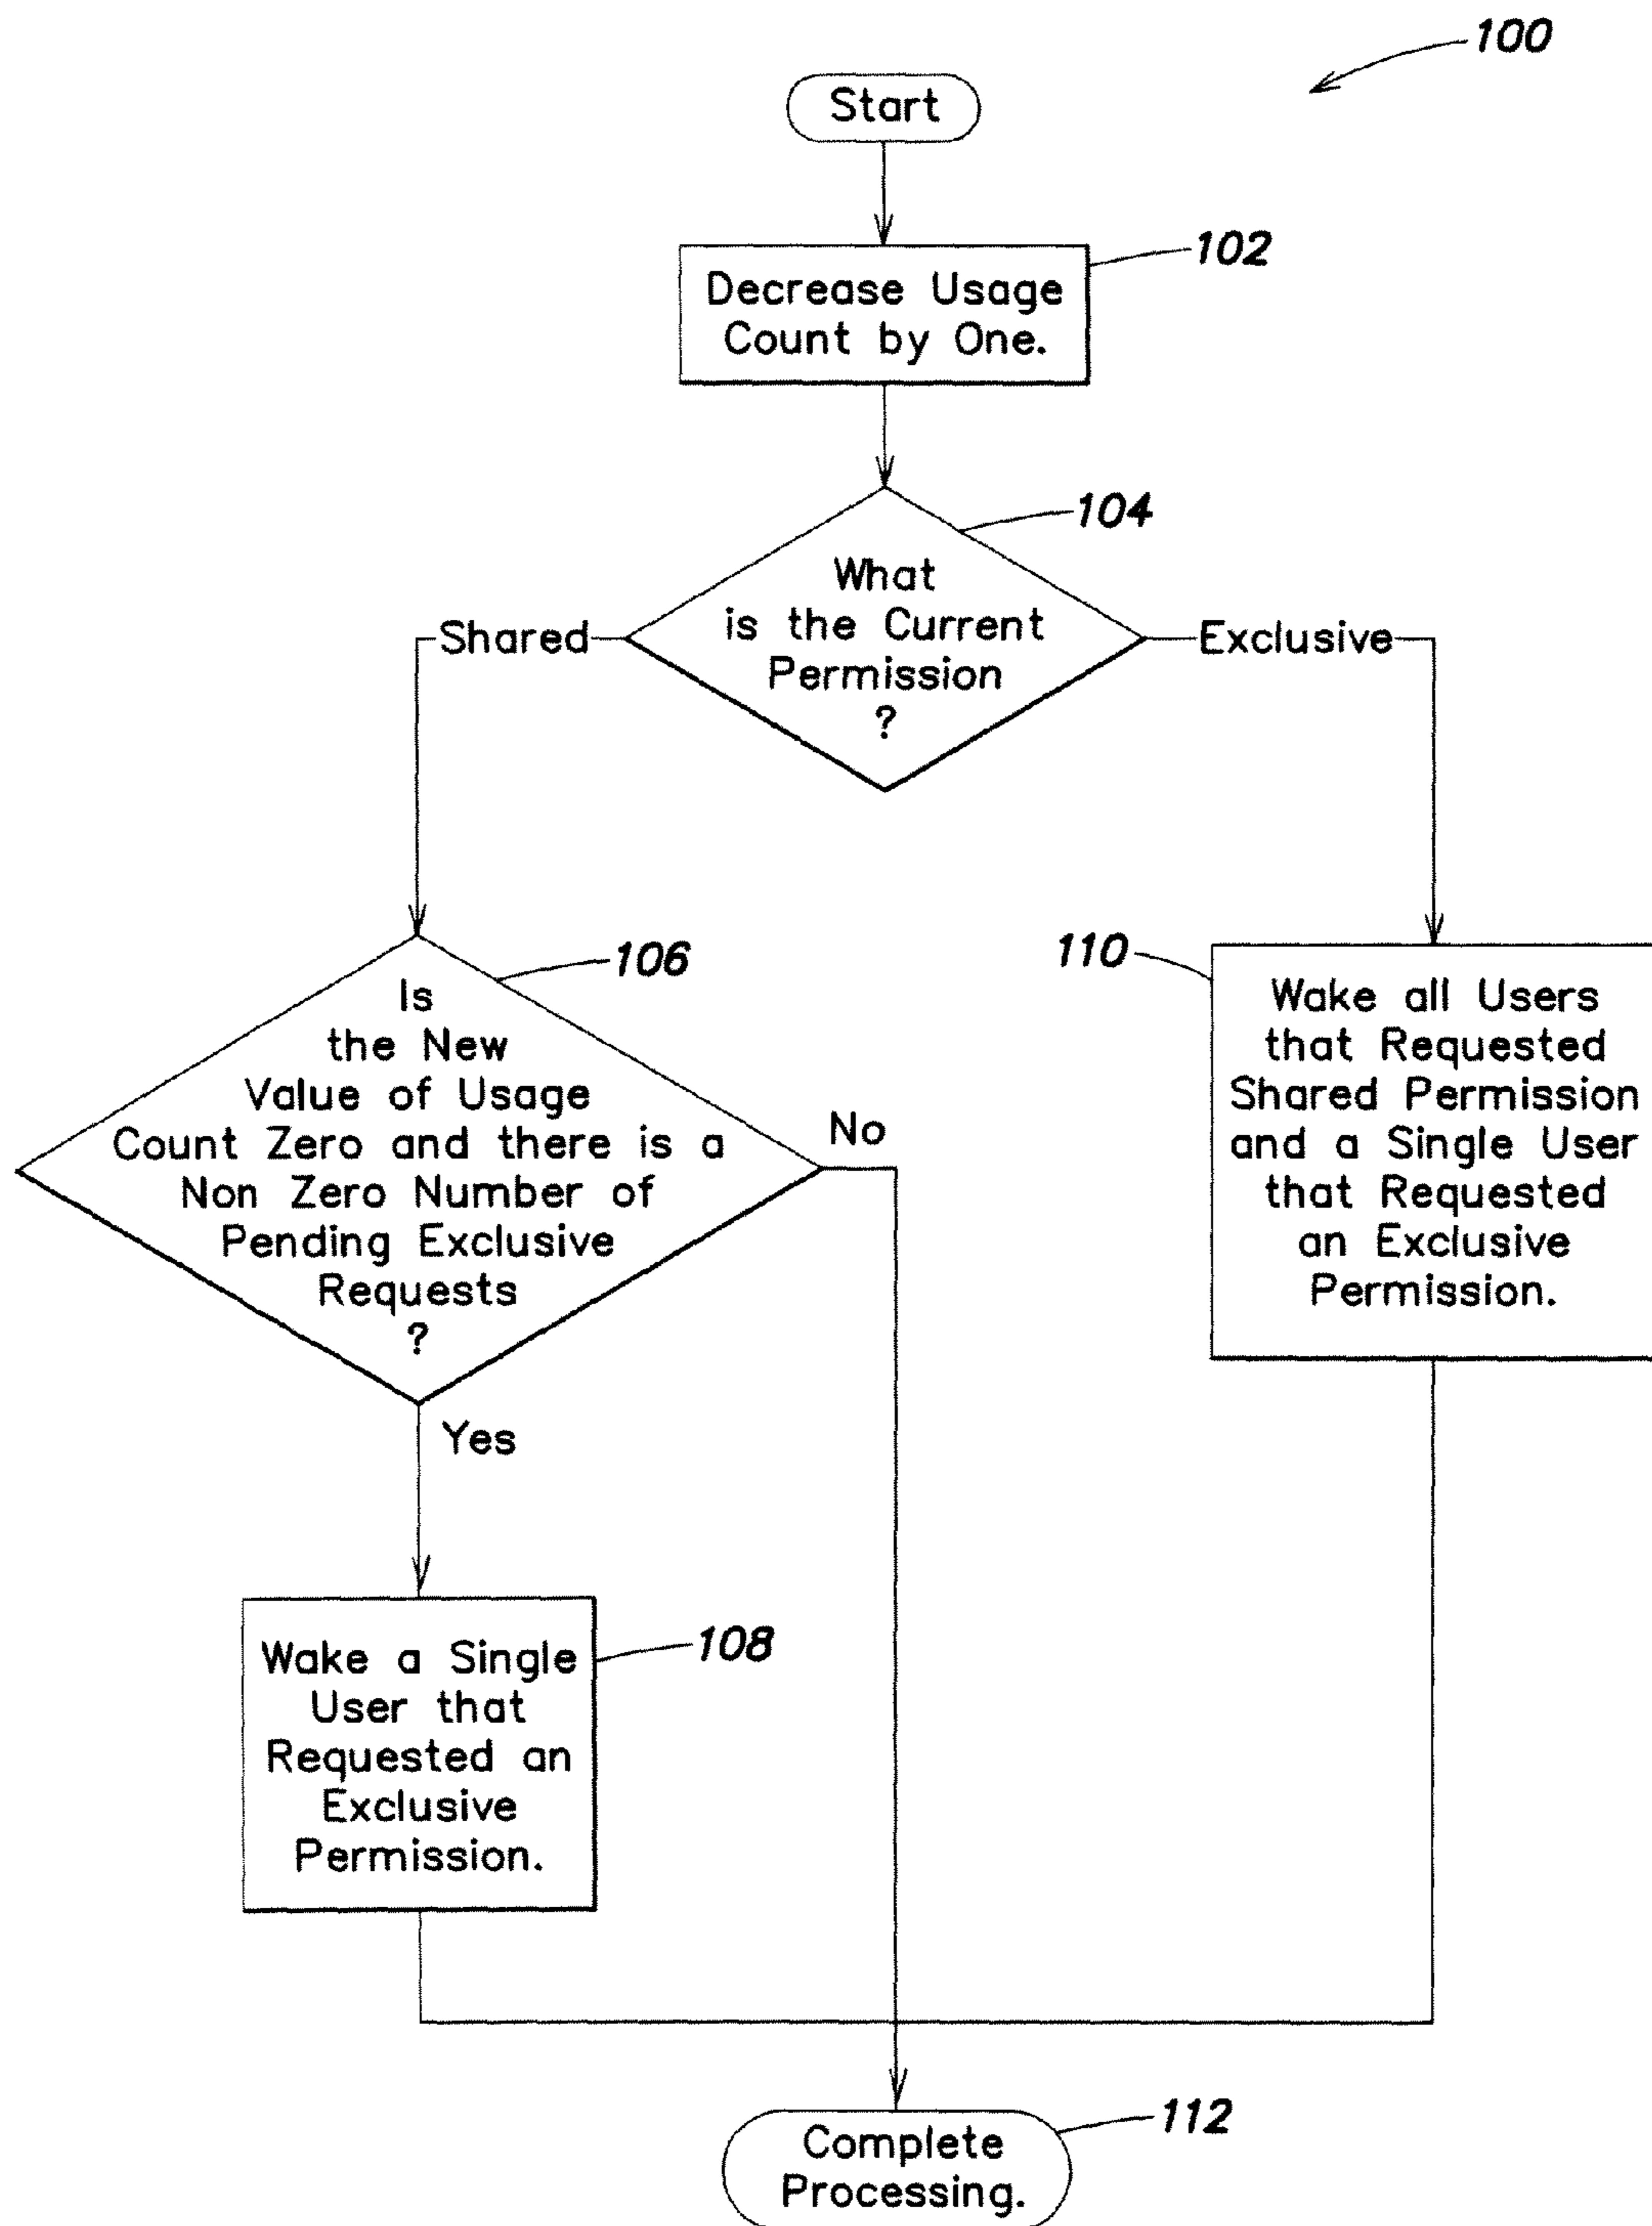 100
Start
102
Decrease Usage
Count by One.
104
What
is the Current
Permission
?
Shared
Exclusive
106
Is
the New
Value of Usage
Count Zero and there is a
Non Zero Number of
Pending Exclusive
Requests
?
No
Yes
110
Wake all Users
that Requested
Shared Permission
and a Single User
that Requested
an Exclusive
Permission.
108
Wake a Single
User that
Requested an
Exclusive
Permission.
112
Complete
Processing.